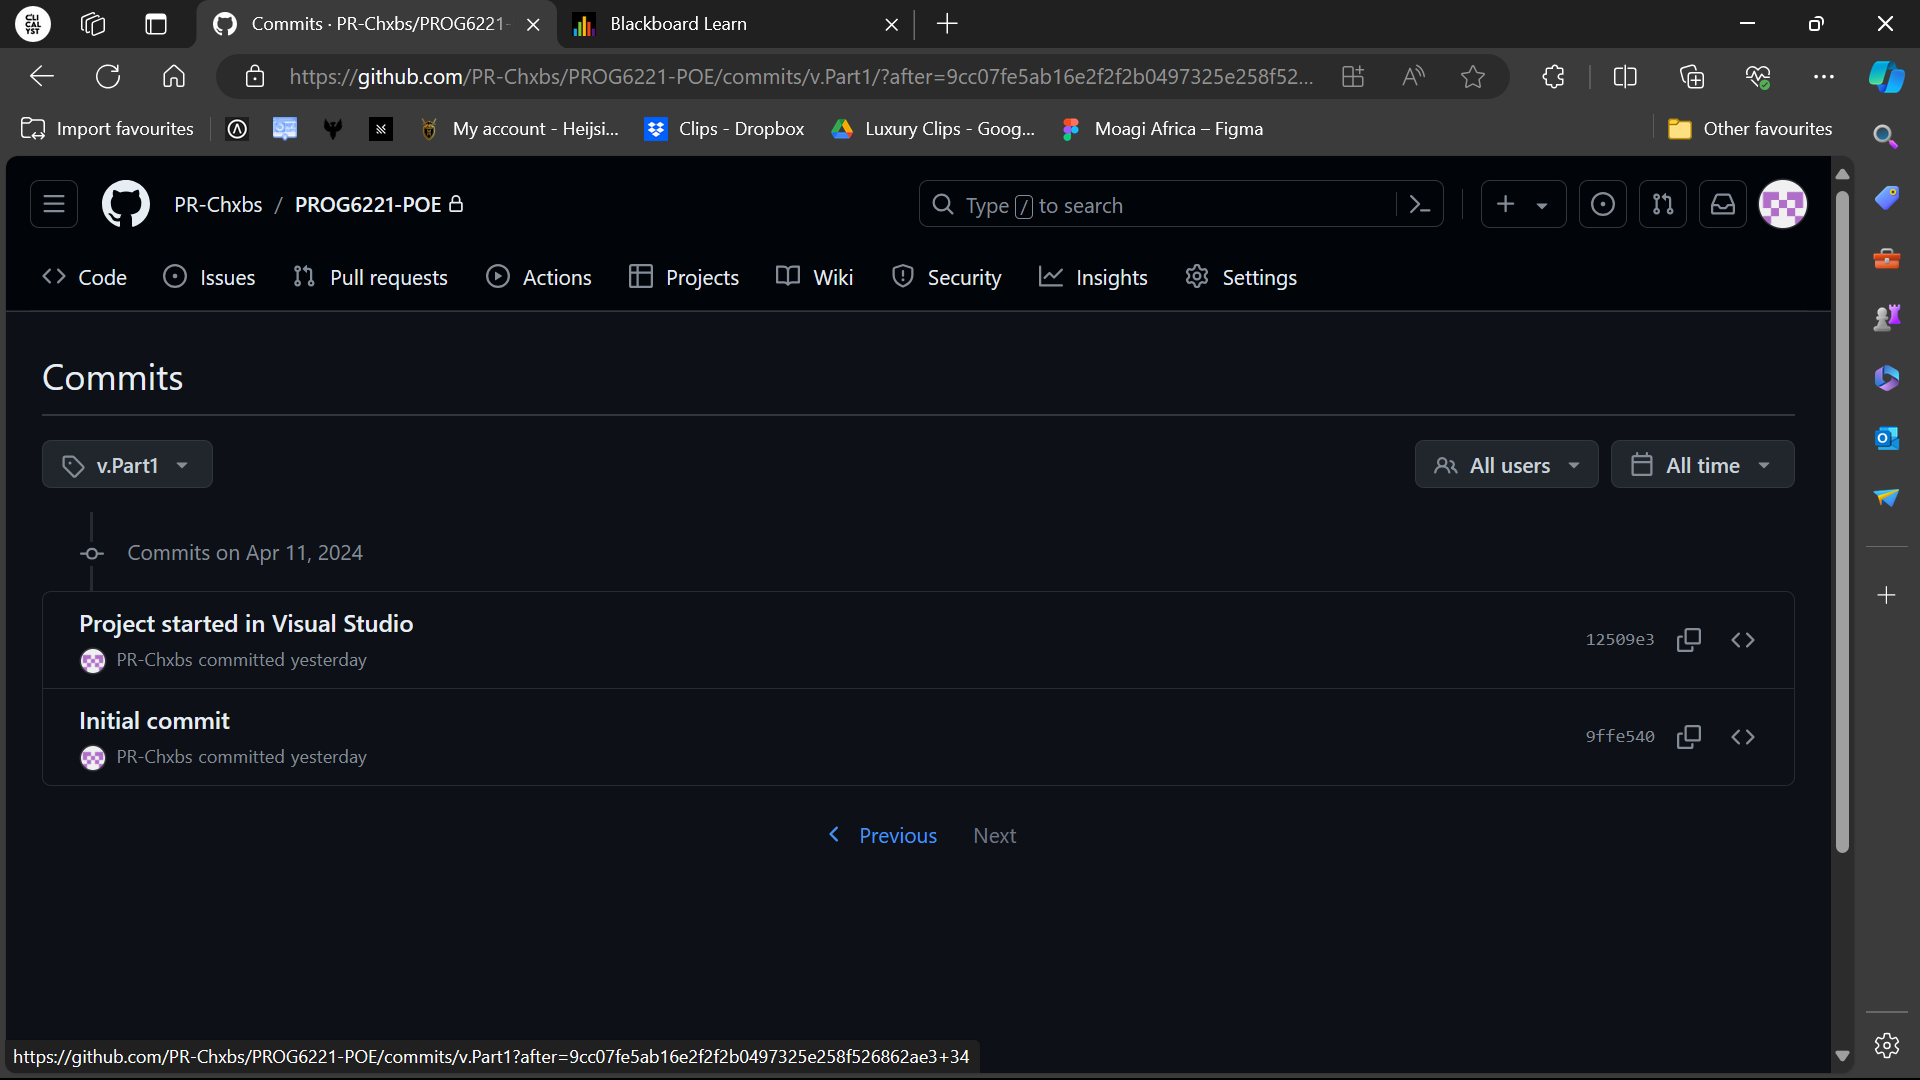 CLI
CAL
YST
Commits · PR-Chxbs/PROG6221-
Blackboard Learn
https://github.com/PR-Chxbs/PROG6221-POE/commits/v.Part1/?after=9cc07fe5ab16e2f2f2b0497325e258f52...
Import favourites
My account - Heijsi...
Clips - Dropbox
Luxury Clips - Goog...
Moagi Africa – Figma
Other favourites
PR-Chxbs / PROG6221-POE
Type / to search
Code
Issues
Pull requests
Actions
Projects
Wiki
Security
Insights
Settings
Commits
v.Part1
All users
All time
Commits on Apr 11, 2024
Project started in Visual Studio
PR-Chxbs committed yesterday
12509e3
Initial commit
PR-Chxbs committed yesterday
9ffe540
Previous
Next
https://github.com/PR-Chxbs/PROG6221-POE/commits/v.Part1?after=9cc07fe5ab16e2f2f2b0497325e258f526862ae3+34